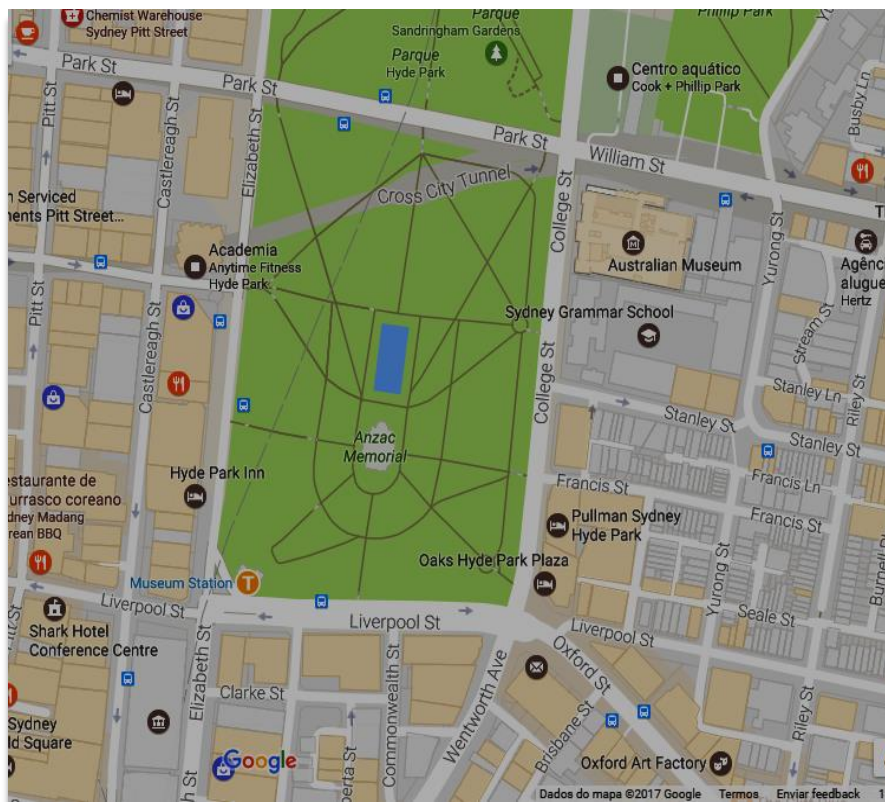 Chemist Warehouse
Sydney Pitt Street
Parque
Sandringham Gardens
Phillip Park
Parque
Hyde Park
Centro aquático
Cook + Phillip Park
Park St
Park St
Park St
William St
Pitt St
Castlereagh St
Elizabeth St
Busby Ln
Cross City Tunnel
College St
Serviced
Pitt Street...
Academia
Anytime Fitness
Hyde Park
Australian Museum
Yurong St
Hertz
Sydney Grammar School
Pitt St
Castlereagh St
College St
Stream St
Stanley Ln
Riley St
Stanley St
Stanley St
Anzac
Memorial
Hyde Park Inn
Francis St
Francis Ln
Francis St
coreano
Madang
BBQ
Pullman Sydney
Hyde Park
Oaks Hyde Park Plaza
Museum Station
Yurong St
Seale St
Liverpool St
Liverpool St
Liverpool St
Shark Hotel
Conference Centre
Elizabeth St
Clarke St
Commonwealth St
Wentworth Ave
Oxford St
Brisbane St
Riley St
Sydney
Square
Google
Oxford Art Factory
Dados do mapa ©2017 Google Termos Enviar feedback